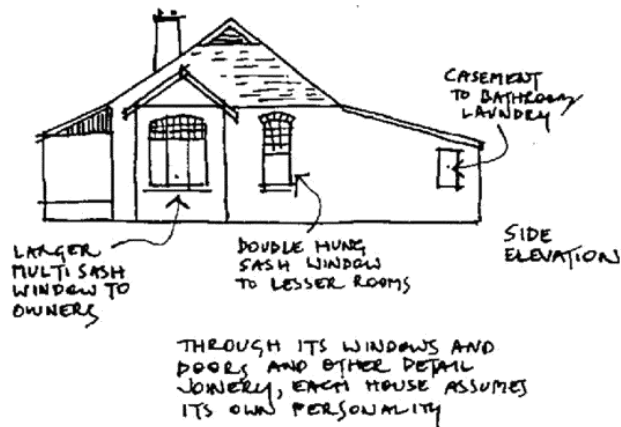 CASEMENT
TO BATHROOM
LAUNDRY
LARGER
MULTI SASH
WINDOW TO
OWNERS
DOUBLE HUNG
SASH WINDOW
TO LESSER ROOMS
SIDE
ELEVATION
THROUGH ITS WINDOWS AND
DOORS AND OTHER DETAIL
JOINERY, EACH HOUSE ASSUMES
ITS OWN PERSONALITY